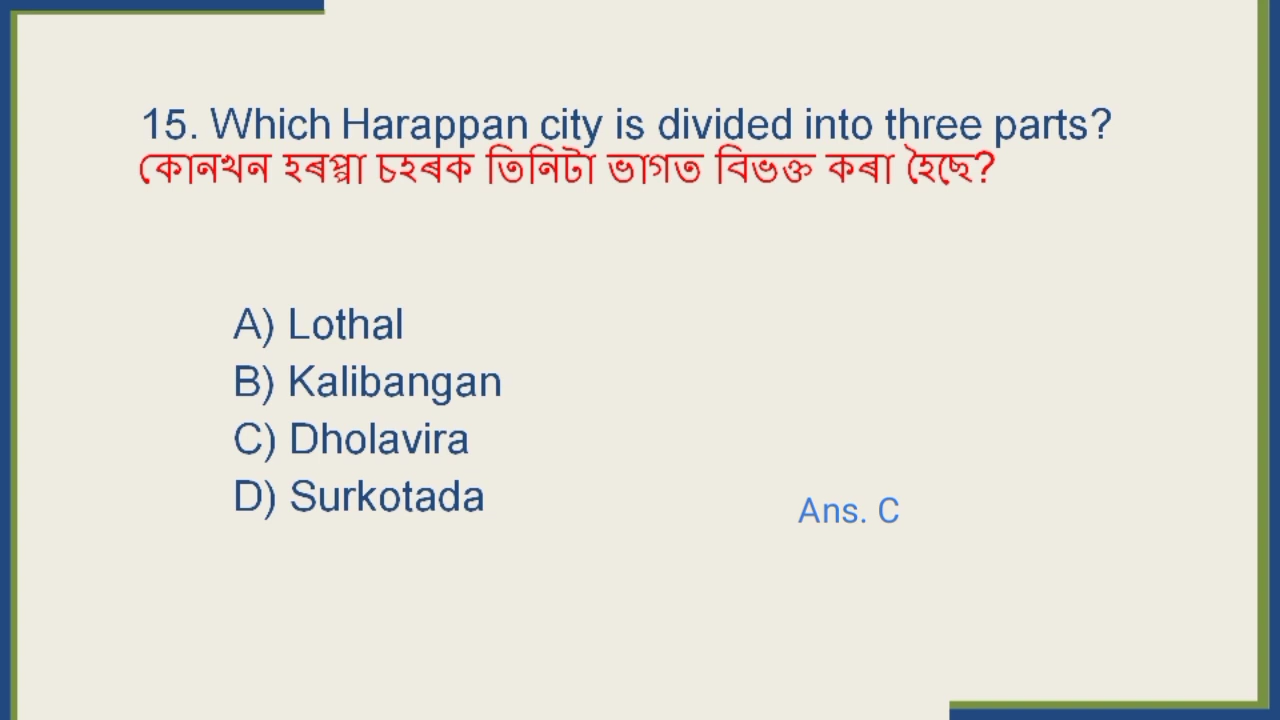 15. Which Harappan city is divided into three parts?
কোনখন হৰপ্পা চহৰক তিনিটা ভাগত বিভক্ত কৰা হৈছে?
A) Lothal
B) Kalibangan
C) Dholavira
D) Surkotada
Ans. C